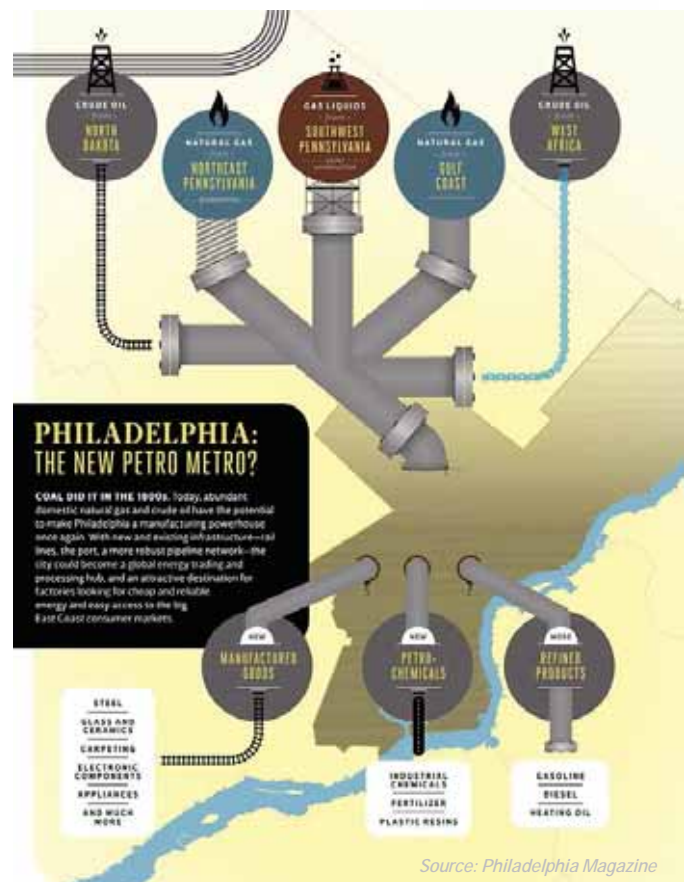 CRUDE OIL
from
NORTH
DAKOTA
NATURAL GAS
from
NORTHEAST
PENNSYLVANIA
GAS LIQUIDS
from
SOUTHWEST
PENNSYLVANIA
NATURAL GAS
from
GULF
COAST
CRUDE OIL
from
WEST
AFRICA
PHILADELPHIA:
THE NEW PETRO METRO?
COAL DID IT IN THE 1800s. Today, abundant
domestic natural gas and crude oil have the potential
to make Philadelphia a manufacturing powerhouse
once again. With new and existing infrastructure—rail
lines, the port, a more robust pipeline network—the
city could become a global energy trading and
processing hub, and an attractive destination for
factories looking for cheap and reliable
energy and easy access to the big
East Coast consumer markets.
NEW
MANUFACTURED
GOODS
NEW
PETRO-
CHEMICALS
MORE
REFINED
PRODUCTS
STEEL
GLASS AND
CERAMICS
CARPETING
ELECTRONIC
COMPONENTS
APPLIANCES
AND MUCH
MORE
INDUSTRIAL
CHEMICALS
FERTILIZER
PLASTIC RESINS
GASOLINE
DIESEL
HEATING OIL
Source: Philadelphia Magazine